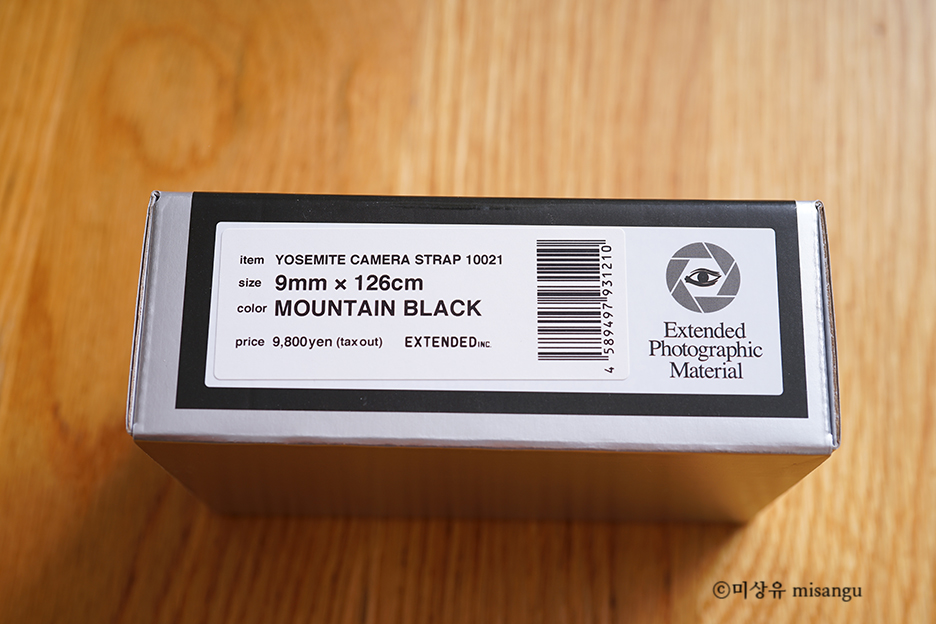 item YOSEMITE CAMERA STRAP 10021
size 9mm × 126cm
color MOUNTAIN BLACK
price 9,800yen (tax out) EXTENDED INC.
4 589497 931210
Extended
Photographic
Material
©미상유 misangu